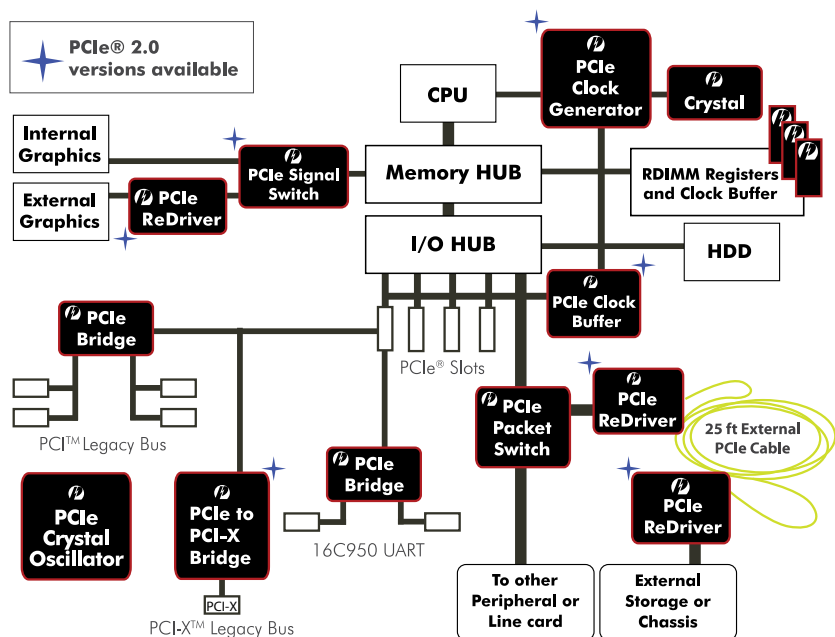 PCIe® 2.0
versions available
PCIe
Clock
Generator
Crystal
CPU
Internal
Graphics
PCIe Signal
Switch
Memory HUB
RDIMM Registers
and Clock Buffer
External
Graphics
PCIe
ReDriver
I/O HUB
HDD
PCIe Clock
Buffer
PCIe
Bridge
PCIe® Slots
PCI™ Legacy Bus
PCIe
Packet
Switch
PCIe
ReDriver
25 ft External
PCIe Cable
PCIe
Bridge
16C950 UART
PCIe
Crystal
Oscillator
PCIe to
PCI-X
Bridge
PCI-X
PCI-X™ Legacy Bus
PCIe
ReDriver
To other
Peripheral or
Line card
External
Storage or
Chassis